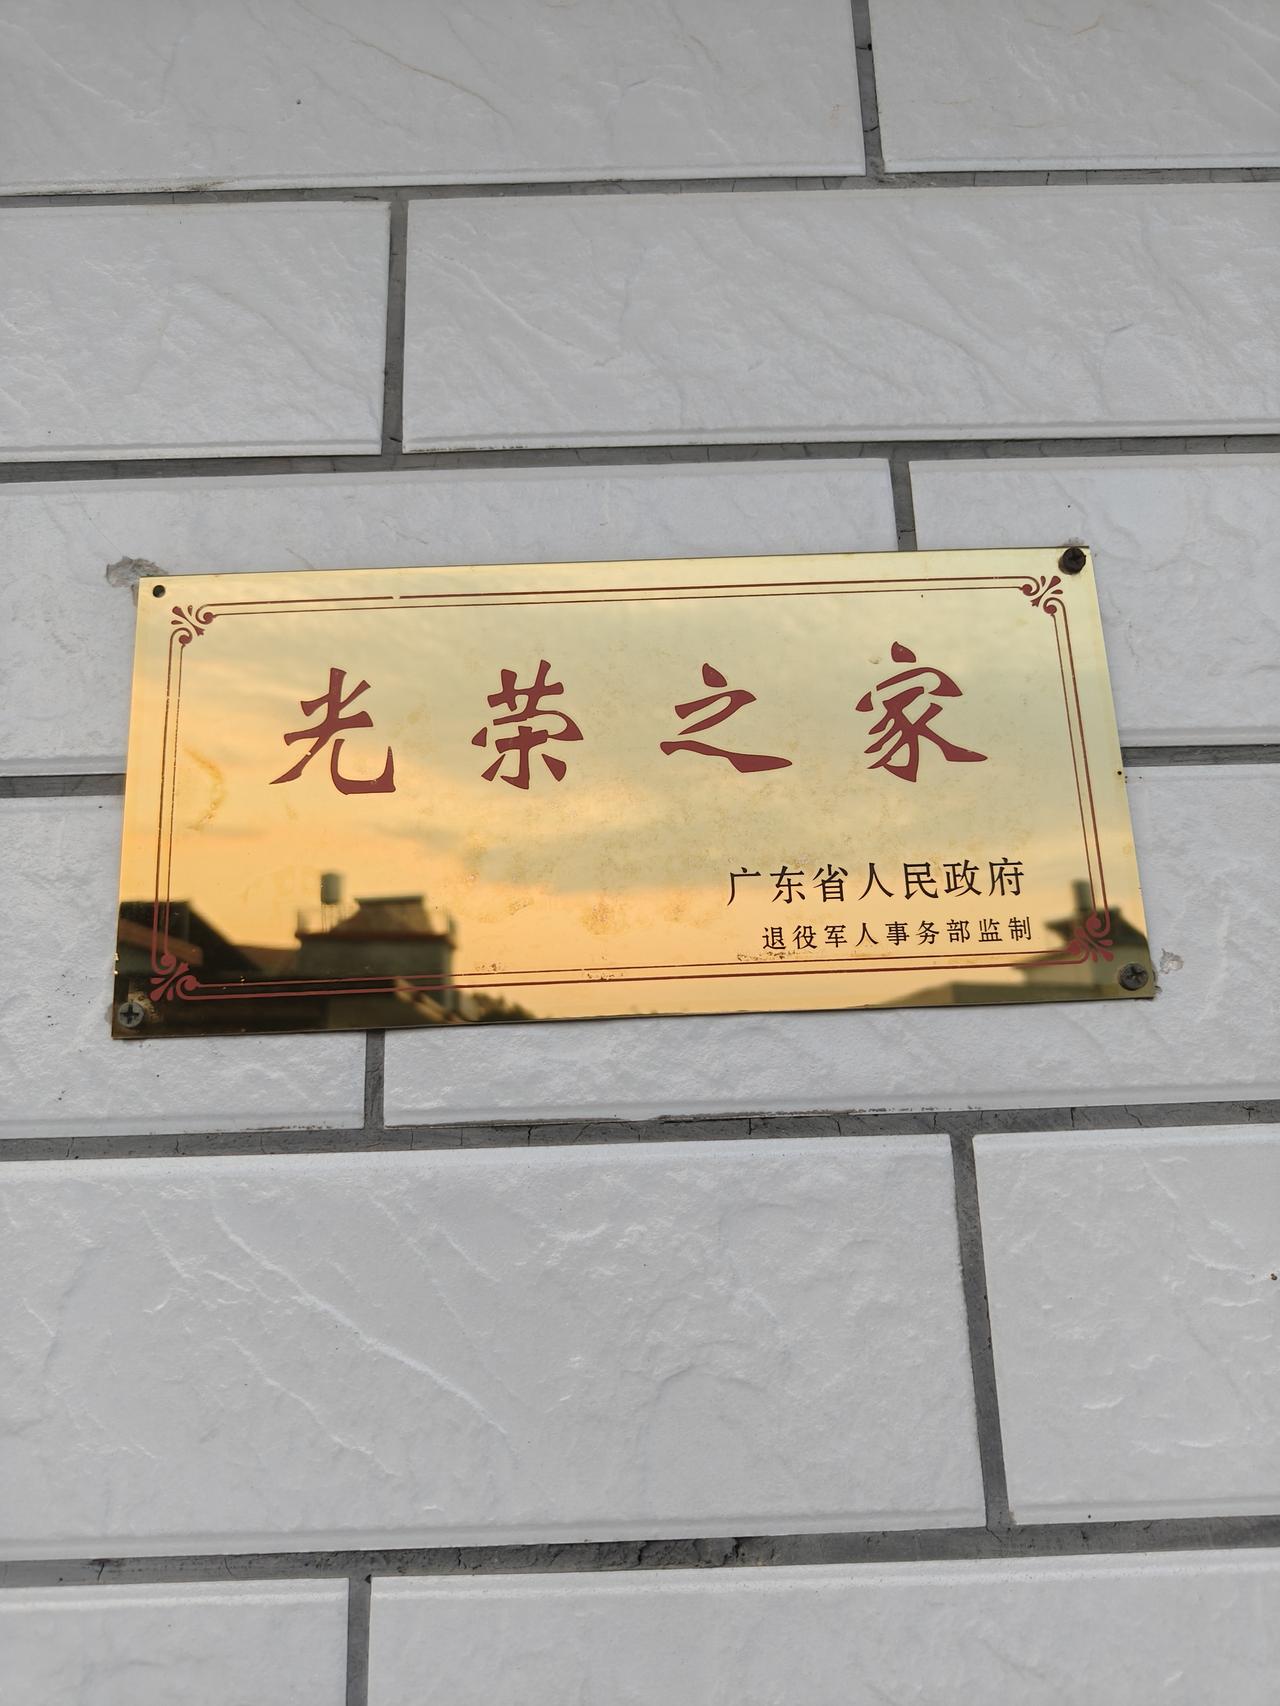 光荣之家
广东省人民政府
退役军人事务部监制